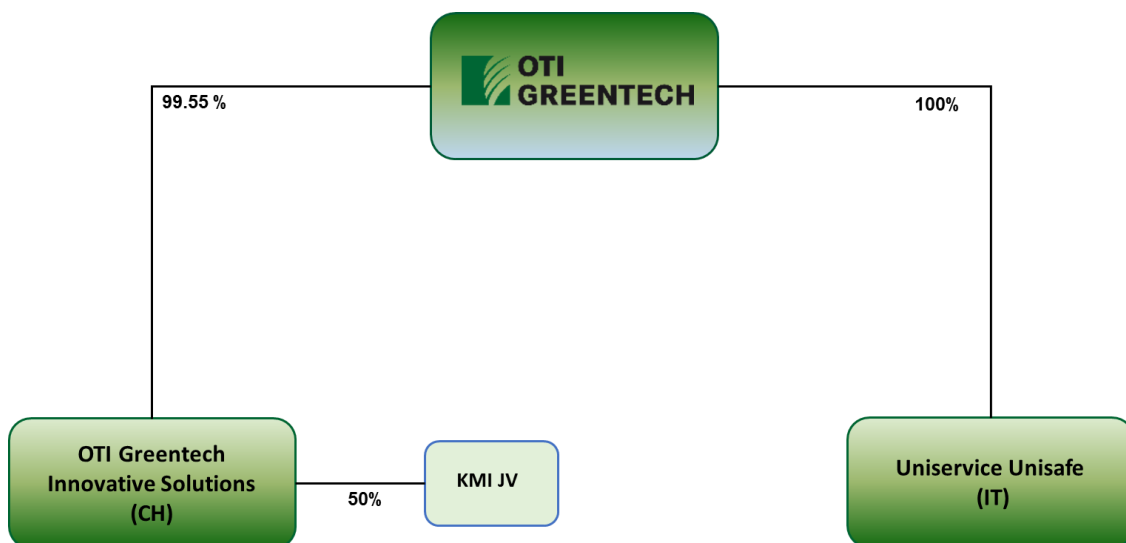 OTI
GREENTECH
99.55 %
100%
OTI Greentech
Innovative Solutions
(CH)
50%
KMI JV
Uniservice Unisafe
(IT)